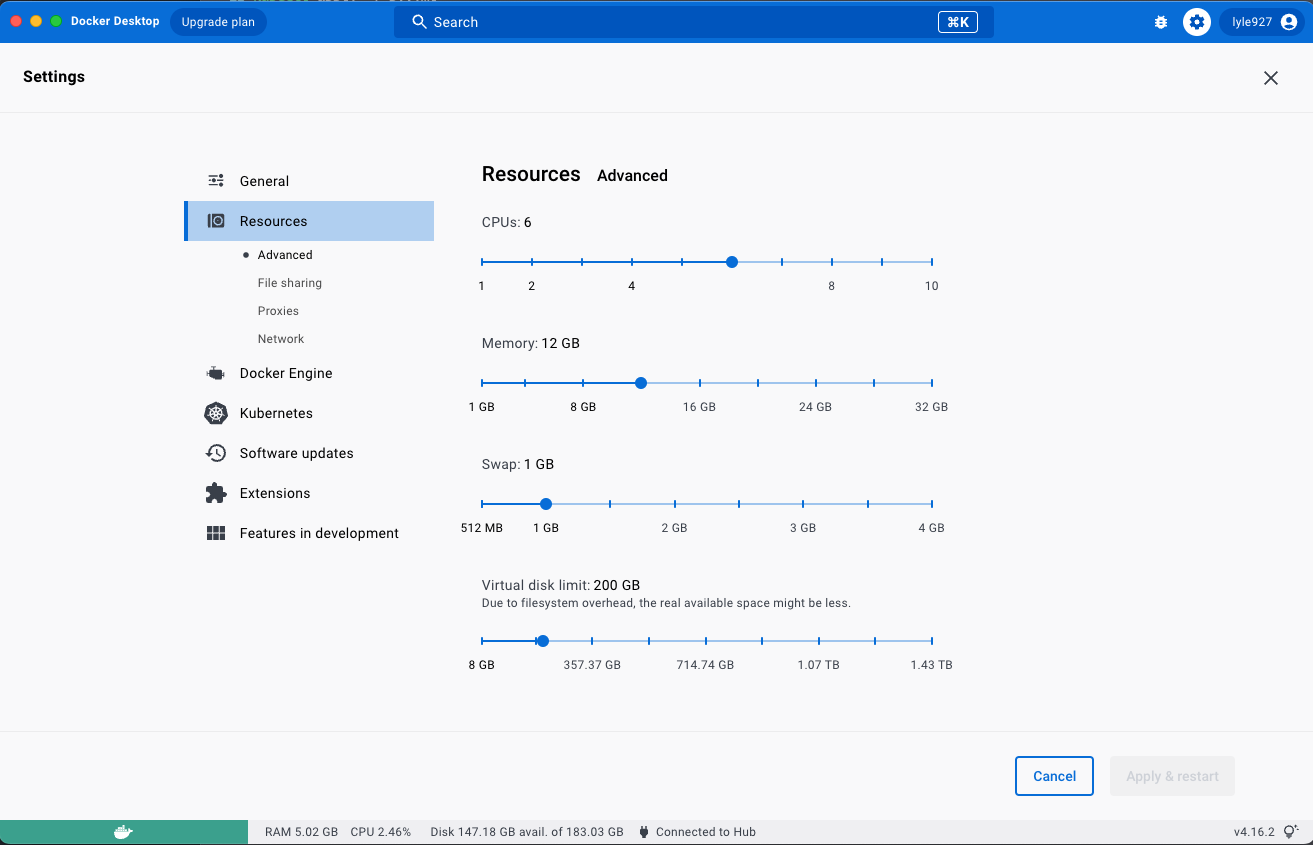 Docker Desktop
Upgrade plan
Search
⌘K
lyle927
Settings
General
Resources
Advanced
File sharing
Proxies
Network
Docker Engine
Kubernetes
Software updates
Extensions
Features in development
Resources Advanced
CPUs: 6
1 2 4 8 10
Memory: 12 GB
1 GB 8 GB 16 GB 24 GB 32 GB
Swap: 1 GB
512 MB 1 GB 2 GB 3 GB 4 GB
Virtual disk limit: 200 GB
Due to filesystem overhead, the real available space might be less.
8 GB 357.37 GB 714.74 GB 1.07 TB 1.43 TB
Cancel
Apply & restart
RAM 5.02 GB CPU 2.46% Disk 147.18 GB avail. of 183.03 GB Connected to Hub v4.16.2